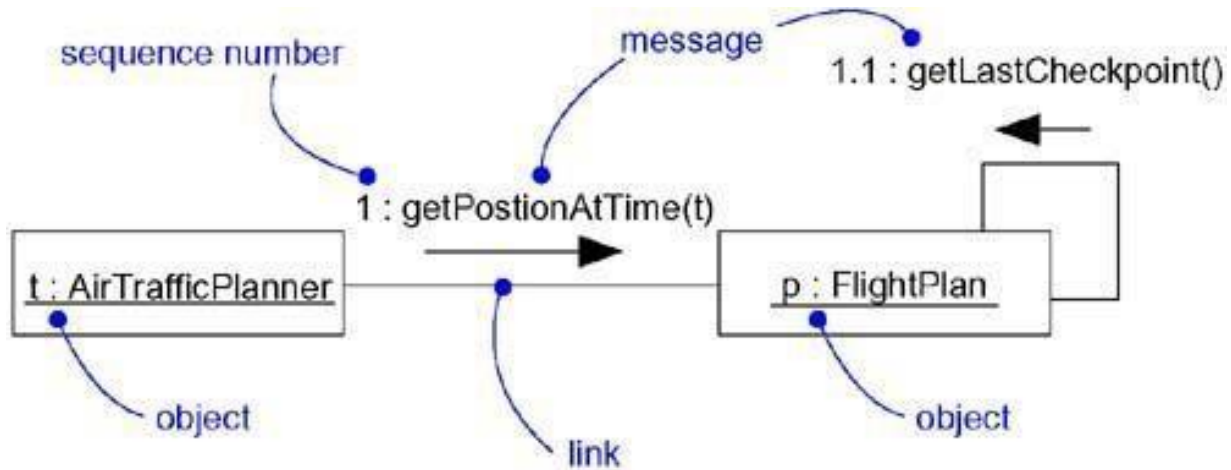 message
sequence number
1.1 : getLastCheckpoint()
1 : getPostionAtTime(t)
t : AirTrafficPlanner
p : FlightPlan
object
object
link